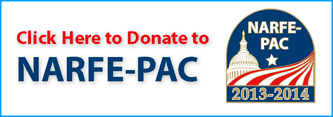 Click Here to Donate to
NARFE-PAC
NARFE-
PAC
2013-2014